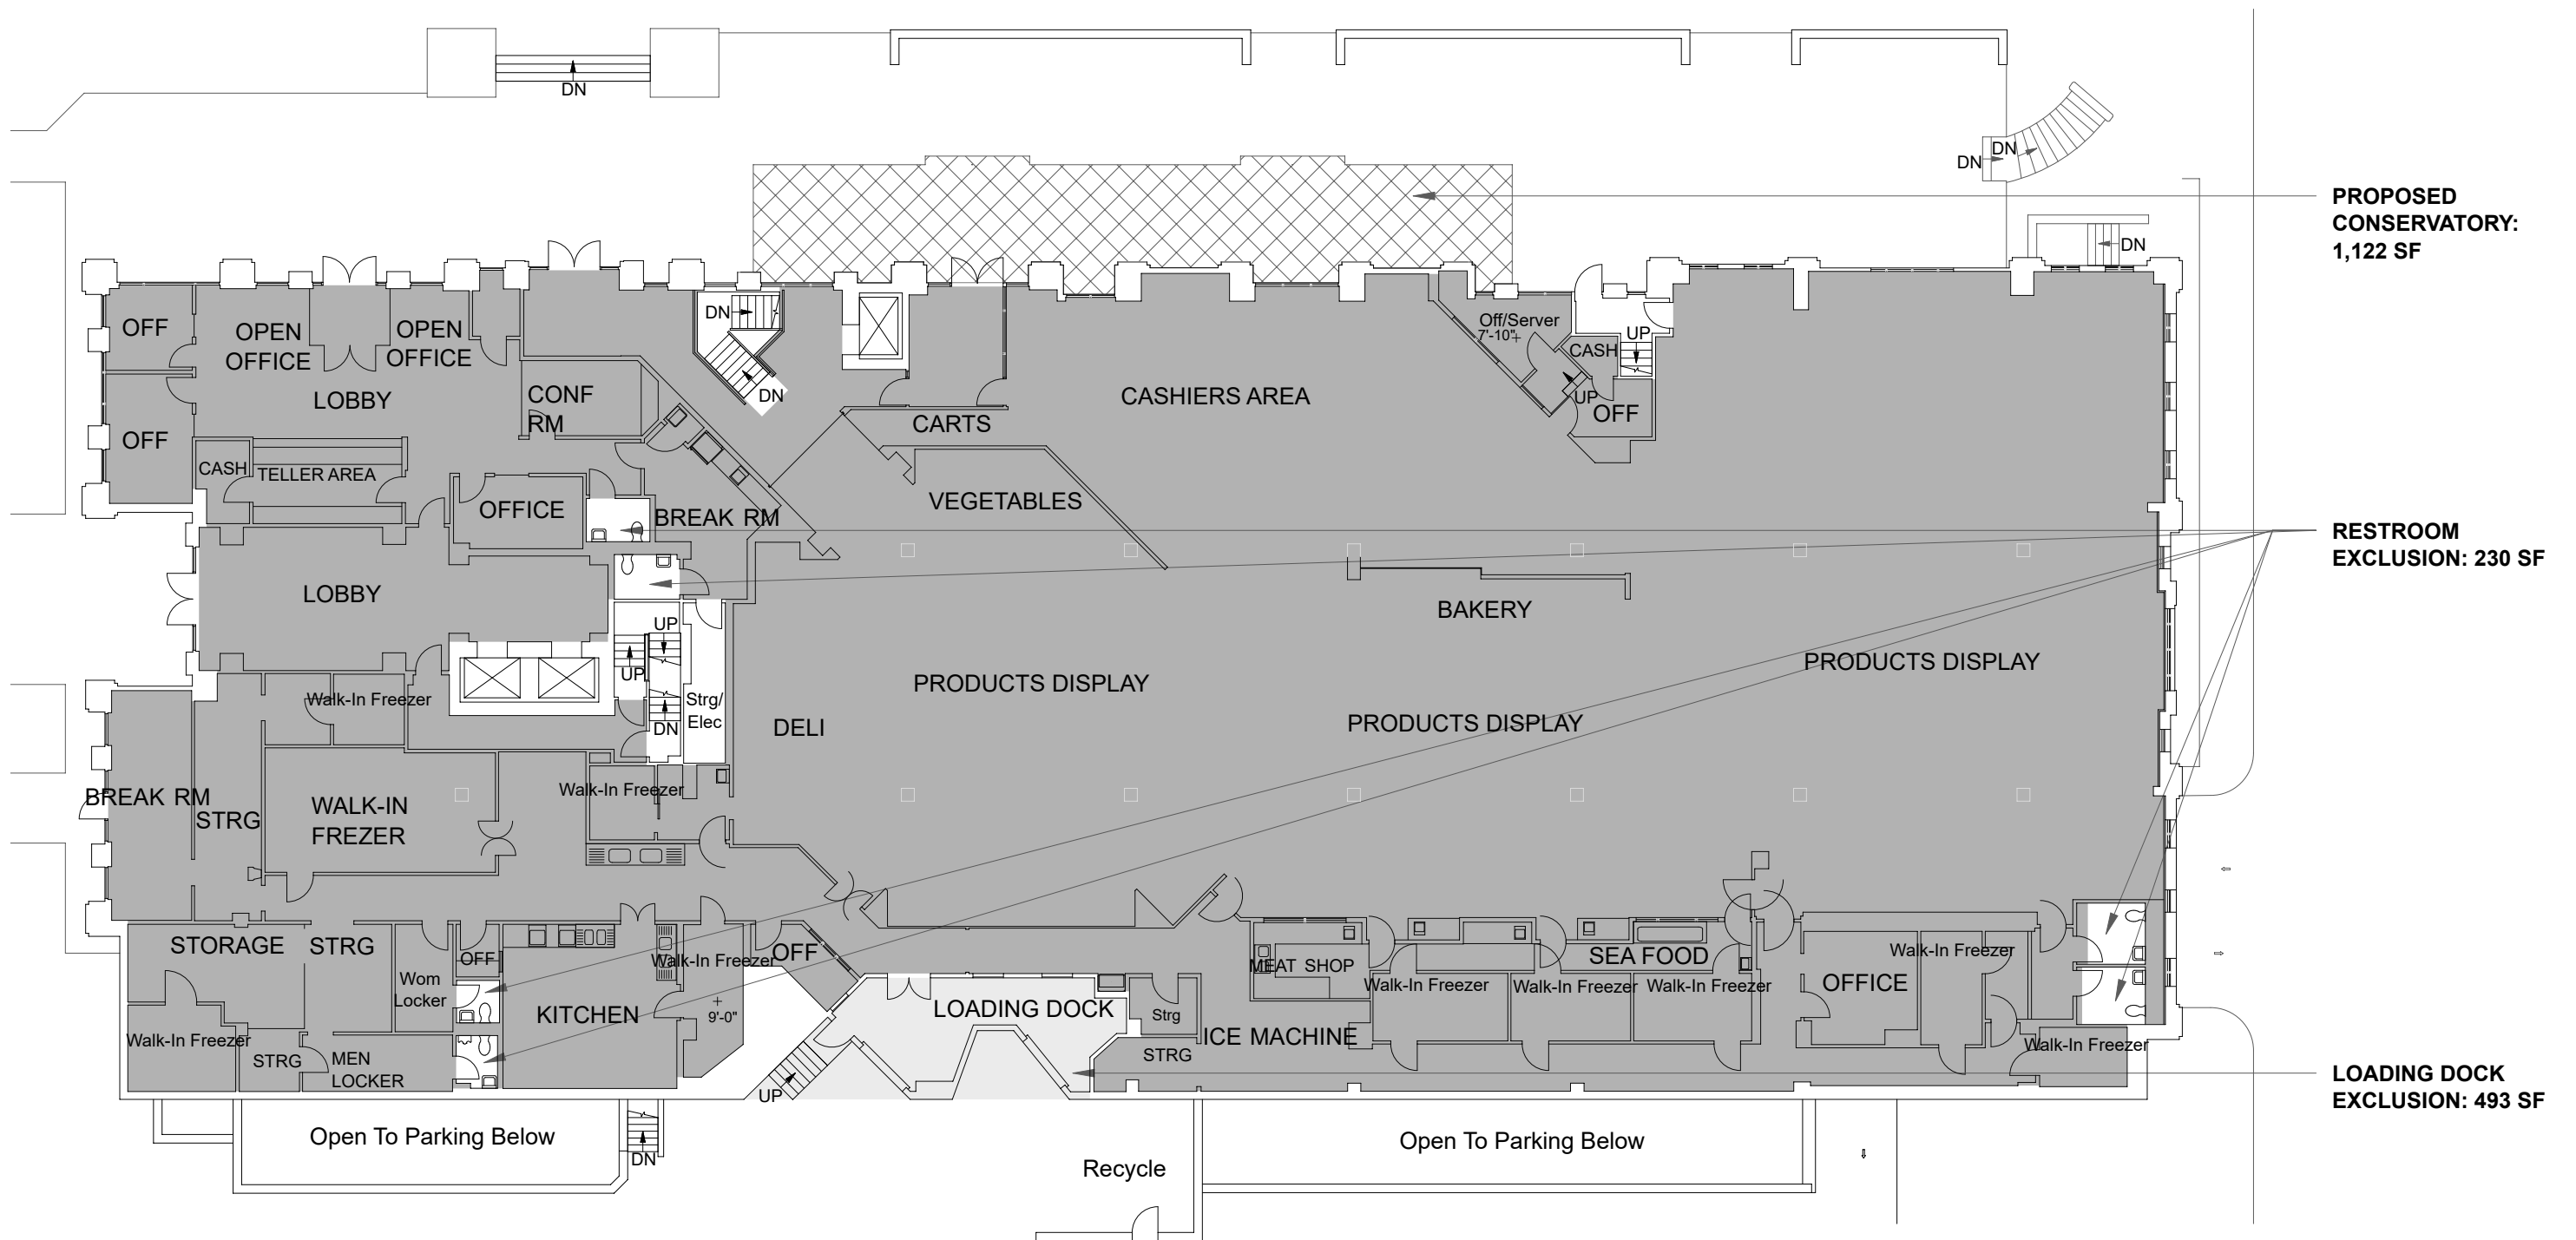 DN
DN
DN
PROPOSED
CONSERVATORY:
1,122 SF
DN
OFF
OPEN
OFFICE
OPEN
OFFICE
LOBBY
CONF
RM
DN
DN
CARTS
CASHIERS AREA
Off/Server
7'-10"
CASH
UP
UP
OFF
OFF
CASH
TELLER AREA
OFFICE
BREAK RM
VEGETABLES
RESTROOM
EXCLUSION: 230 SF
LOBBY
BAKERY
UP
UP
DN
Strg/
Elec
PRODUCTS DISPLAY
PRODUCTS DISPLAY
PRODUCTS DISPLAY
DELI
Walk-In Freezer
BREAK RM
STRG
WALK-IN
FREZER
Walk-In Freezer
STORAGE
STRG
OFF
Wom
Locker
Walk-In Freezer
OFF
9'-0"
KITCHEN
LOADING DOCK
MEAT SHOP
SEA FOOD
Walk-In Freezer
Walk-In Freezer
Walk-In Freezer
OFFICE
Walk-In Freezer
Strg
STRG
ICE MACHINE
Walk-In Freezer
Walk-In Freezer
STRG
MEN
LOCKER
UP
LOADING DOCK
EXCLUSION: 493 SF
Open To Parking Below
DN
Recycle
Open To Parking Below